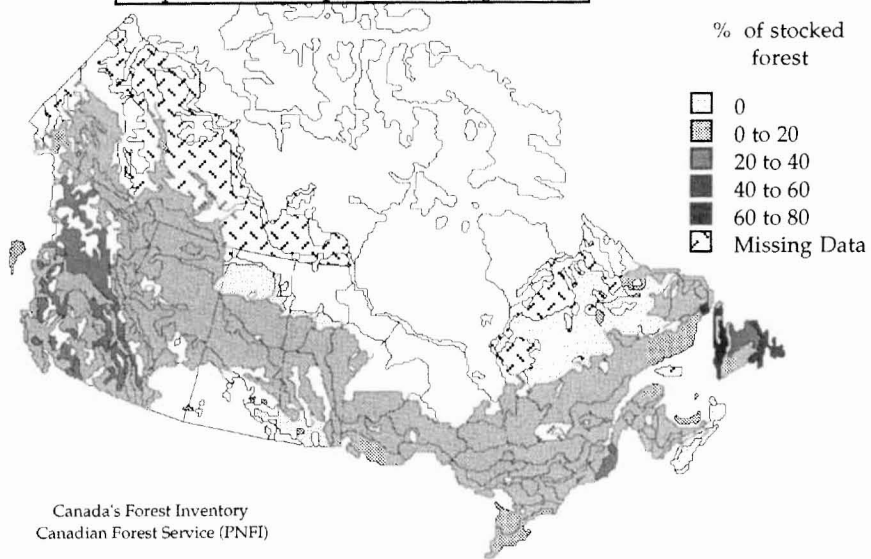 % of stocked
forest
0
0 to 20
20 to 40
40 to 60
60 to 80
Missing Data
Canada's Forest Inventory
Canadian Forest Service (PNFI)